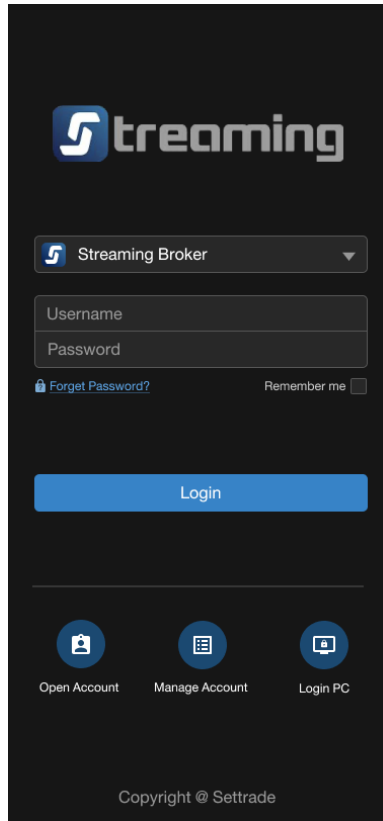 Streaming
Streaming Broker
Username
Password
Forget Password?
Remember me
Login
Open Account
Manage Account
Login PC
Copyright @ Settrade